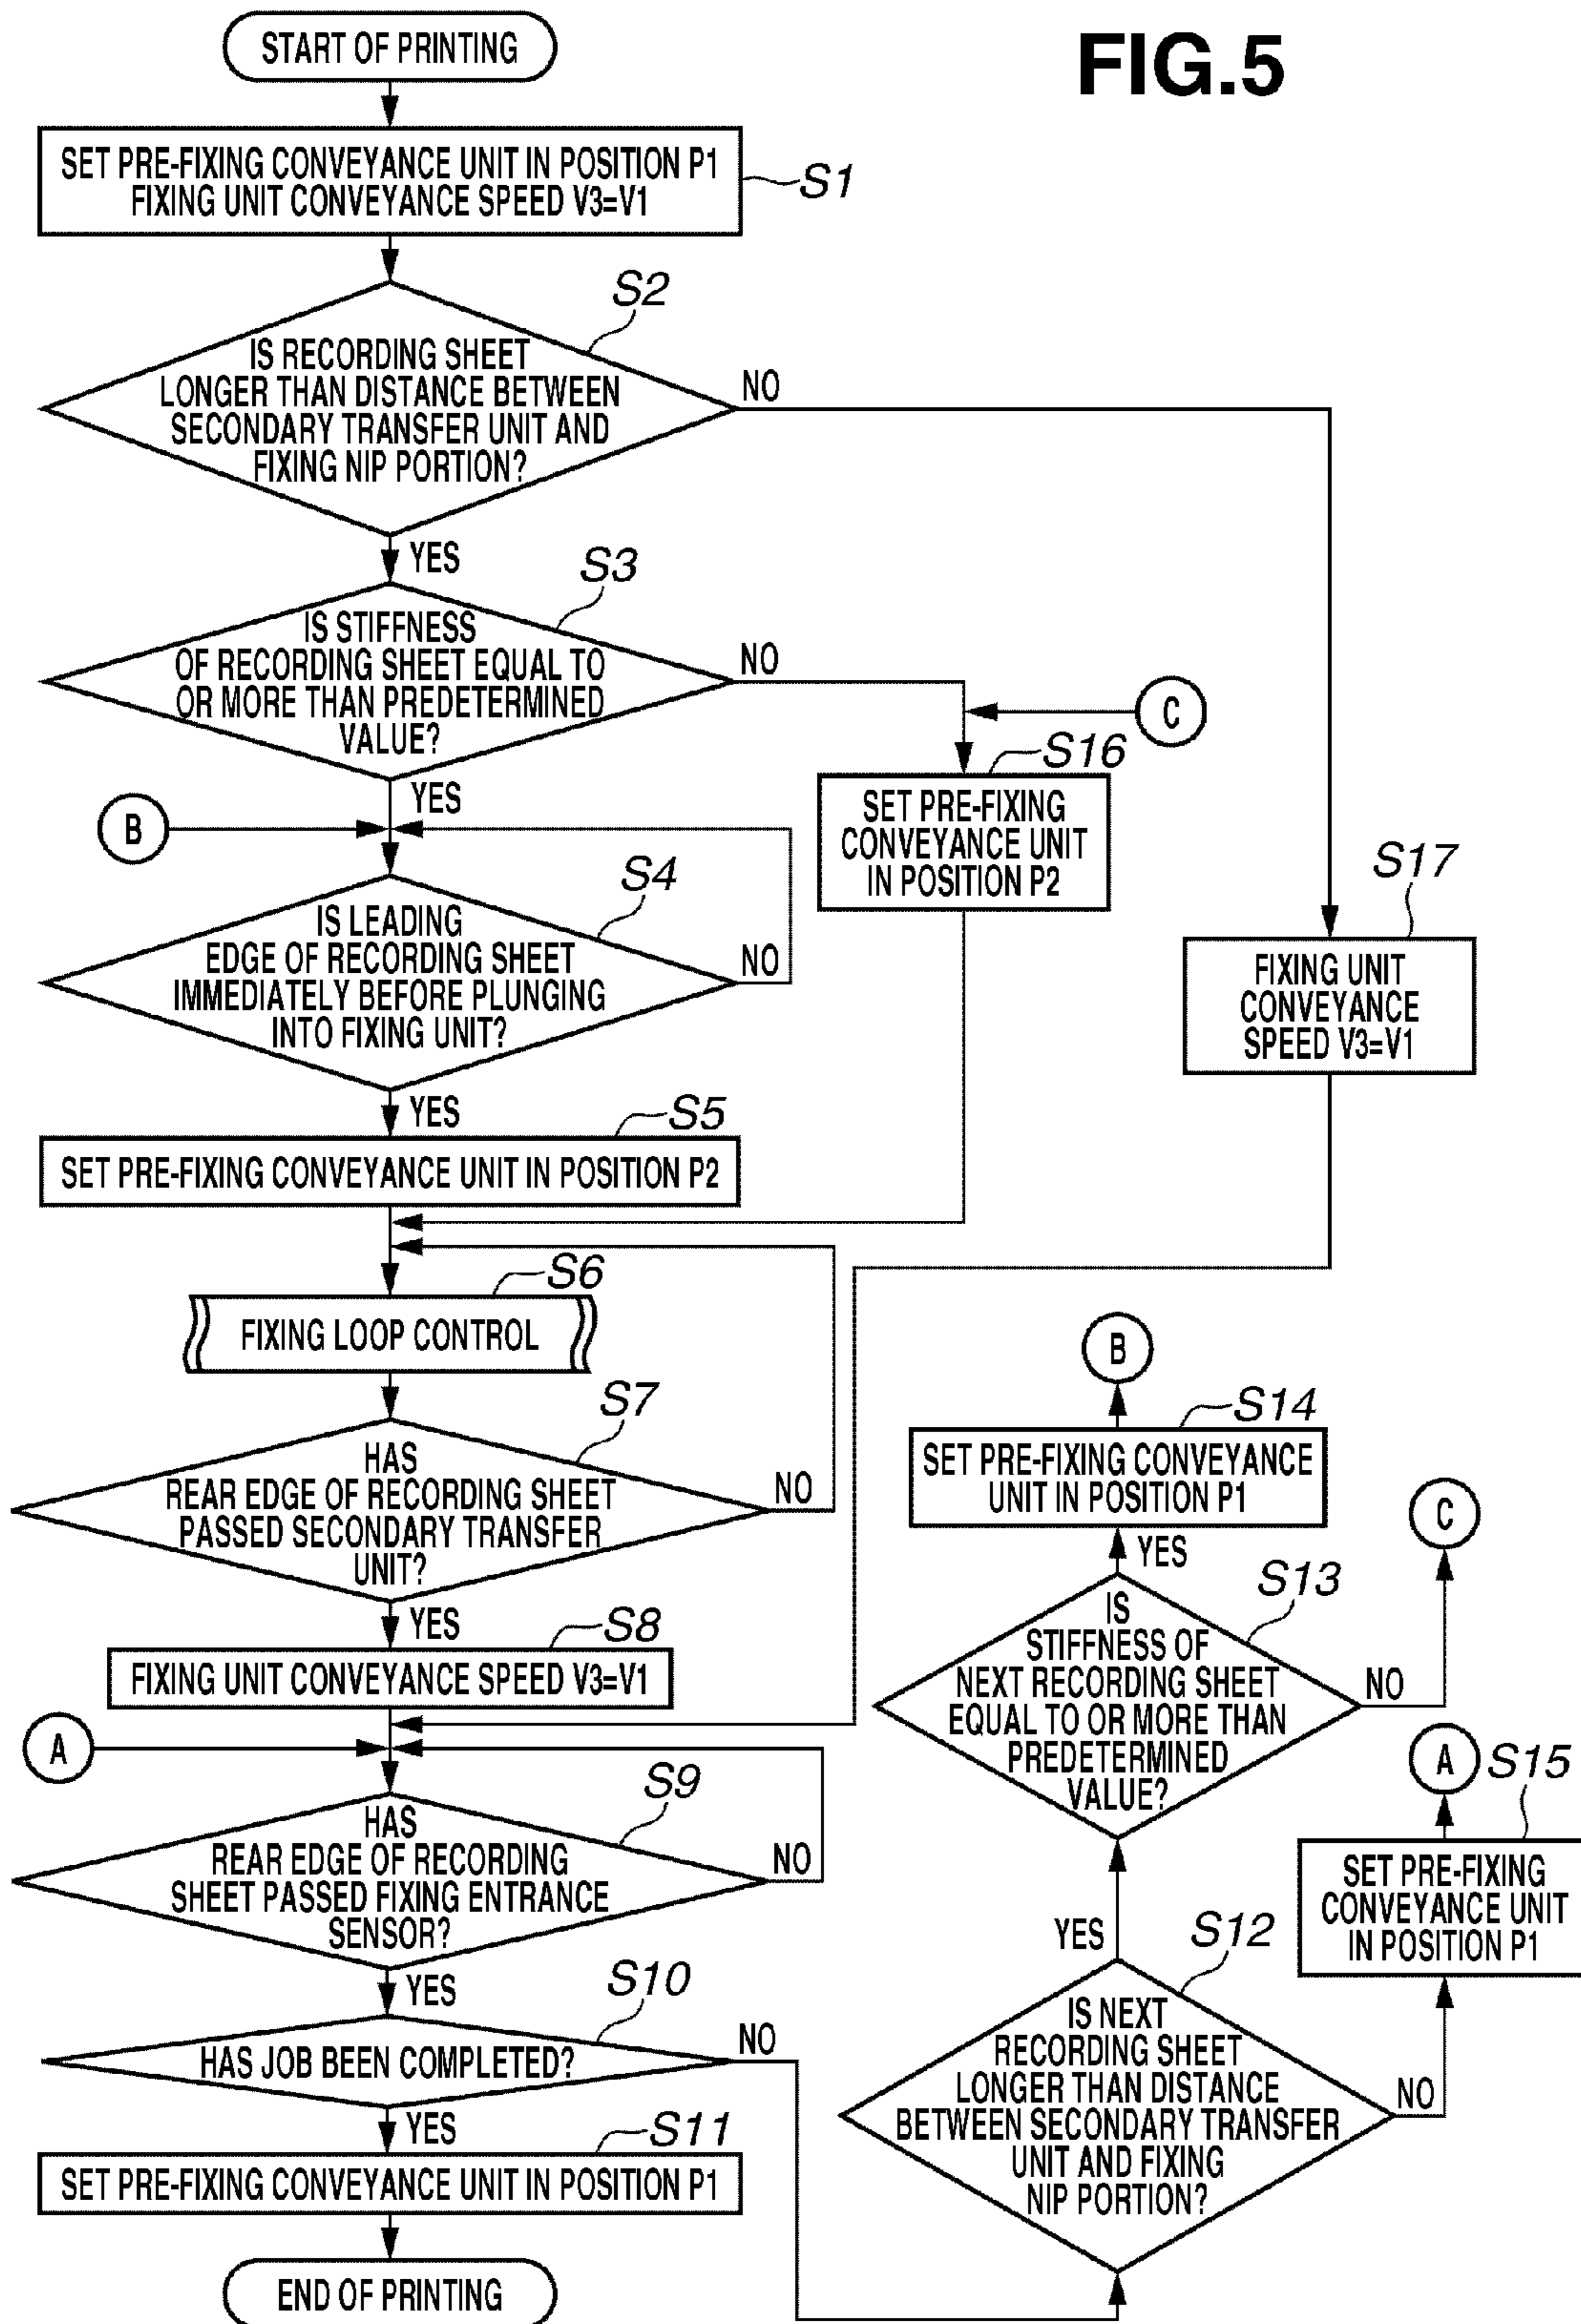 FIG.5
START OF PRINTING
SET PRE-FIXING CONVEYANCE UNIT IN POSITION P1
FIXING UNIT CONVEYANCE SPEED V3=V1
S1
S2
IS RECORDING SHEET
LONGER THAN DISTANCE BETWEEN
SECONDARY TRANSFER UNIT AND
FIXING NIP PORTION?
NO
YES
S3
IS STIFFNESS
OF RECORDING SHEET EQUAL TO
OR MORE THAN PREDETERMINED
VALUE?
NO
YES
C
S16
SET PRE-FIXING
CONVEYANCE UNIT
IN POSITION P2
B
S4
IS LEADING
EDGE OF RECORDING SHEET
IMMEDIATELY BEFORE PLUNGING
INTO FIXING UNIT?
NO
YES
S17
FIXING UNIT
CONVEYANCE
SPEED V3=V1
S5
SET PRE-FIXING CONVEYANCE UNIT IN POSITION P2
S6
FIXING LOOP CONTROL
S7
HAS
REAR EDGE OF RECORDING SHEET
PASSED SECONDARY TRANSFER
UNIT?
NO
YES
S8
FIXING UNIT CONVEYANCE SPEED V3=V1
A
S9
HAS
REAR EDGE OF RECORDING
SHEET PASSED FIXING ENTRANCE
SENSOR?
NO
YES
S10
HAS JOB BEEN COMPLETED?
NO
YES
S11
SET PRE-FIXING CONVEYANCE UNIT IN POSITION P1
END OF PRINTING
B
S14
SET PRE-FIXING CONVEYANCE
UNIT IN POSITION P1
YES
C
S13
IS
STIFFNESS OF
NEXT RECORDING SHEET
EQUAL TO OR MORE THAN
PREDETERMINED
VALUE?
NO
A
S15
SET PRE-FIXING
CONVEYANCE UNIT
IN POSITION P1
YES
S12
IS NEXT
RECORDING SHEET
LONGER THAN DISTANCE
BETWEEN SECONDARY TRANSFER
UNIT AND FIXING
NIP PORTION?
NO